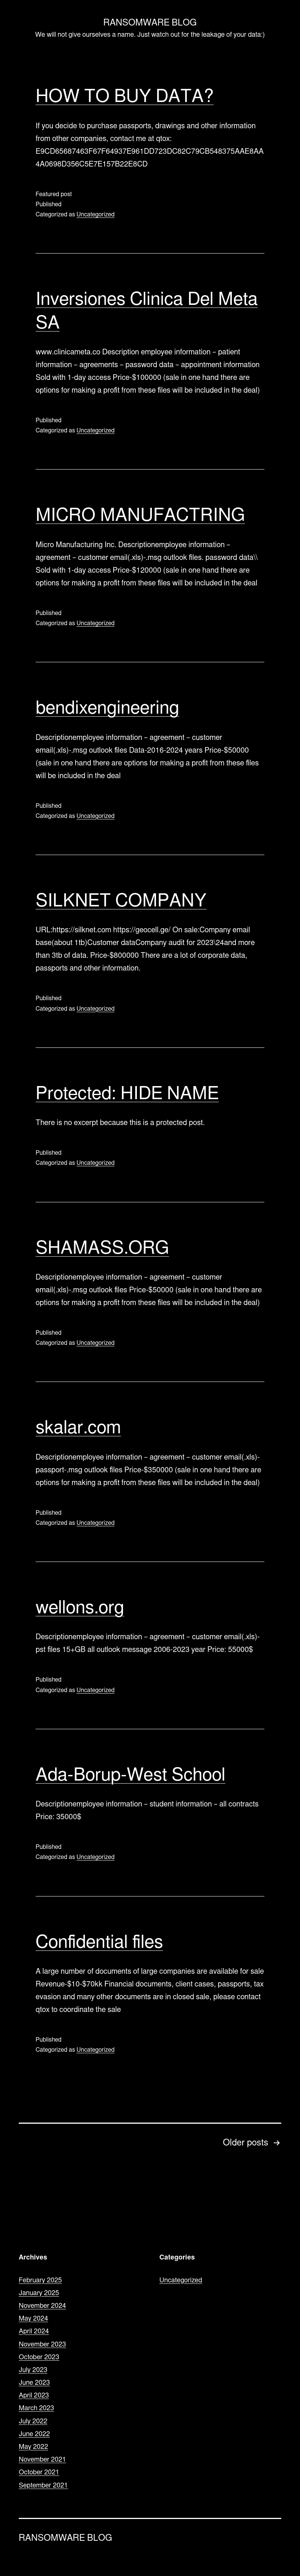 RANSOMWARE BLOG
We will not give ourselves a name. Just watch out for the leakage of your data:)
HOW TO BUY DATA?
If you decide to purchase passports, drawings and other information
from other companies, contact me at qtox:
E9CD65687463F67F64937E961DD723DC82C79CB548375AAE8AA
4A0698D356C5E7E157B22E8CD
Featured post
Published
Categorized as Uncategorized
Inversiones Clinica Del Meta
SA
www.clinicameta.co Description employee information – patient
information – agreements – password data – appointment information
Sold with 1-day access Price-$100000 (sale in one hand there are
options for making a profit from these files will be included in the deal)
Published
Categorized as Uncategorized
MICRO MANUFACTRING
Micro Manufacturing Inc. Descriptionemployee information –
agreement – customer email(.xls)-.msg outlook files. password data\\
Sold with 1-day access Price-$120000 (sale in one hand there are
options for making a profit from these files will be included in the deal
Published
Categorized as Uncategorized
bendixengineering
Descriptionemployee information – agreement – customer
email(.xls)-.msg outlook files Data-2016-2024 years Price-$50000
(sale in one hand there are options for making a profit from these files
will be included in the deal
Published
Categorized as Uncategorized
SILKNET COMPANY
URL:https://silknet.com https://geocell.ge/ On sale:Company email
base(about 1tb)Customer dataCompany audit for 2023\24and more
than 3tb of data. Price-$800000 There are a lot of corporate data,
passports and other information.
Published
Categorized as Uncategorized
Protected: HIDE NAME
There is no excerpt because this is a protected post.
Published
Categorized as Uncategorized
SHAMASS.ORG
Descriptionemployee information – agreement – customer
email(.xls)-.msg outlook files Price-$50000 (sale in one hand there are
options for making a profit from these files will be included in the deal)
Published
Categorized as Uncategorized
skalar.com
Descriptionemployee information – agreement – customer email(.xls)-
passport-.msg outlook files Price-$350000 (sale in one hand there are
options for making a profit from these files will be included in the deal)
Published
Categorized as Uncategorized
wellons.org
Descriptionemployee information – agreement – customer email(.xls)-
pst files 15+GB all outlook message 2006-2023 year Price: 55000$
Published
Categorized as Uncategorized
Ada-Borup-West School
Descriptionemployee information – student information – all contracts
Price: 35000$
Published
Categorized as Uncategorized
Confidential files
A large number of documents of large companies are available for sale
Revenue-$10-$70kk Financial documents, client cases, passports, tax
evasion and many other documents are in closed sale, please contact
qtox to coordinate the sale
Published
Categorized as Uncategorized
Older posts →
Archives
February 2025
January 2025
November 2024
May 2024
April 2024
November 2023
October 2023
July 2023
June 2023
April 2023
March 2023
July 2022
June 2022
May 2022
November 2021
October 2021
September 2021
Categories
Uncategorized
RANSOMWARE BLOG